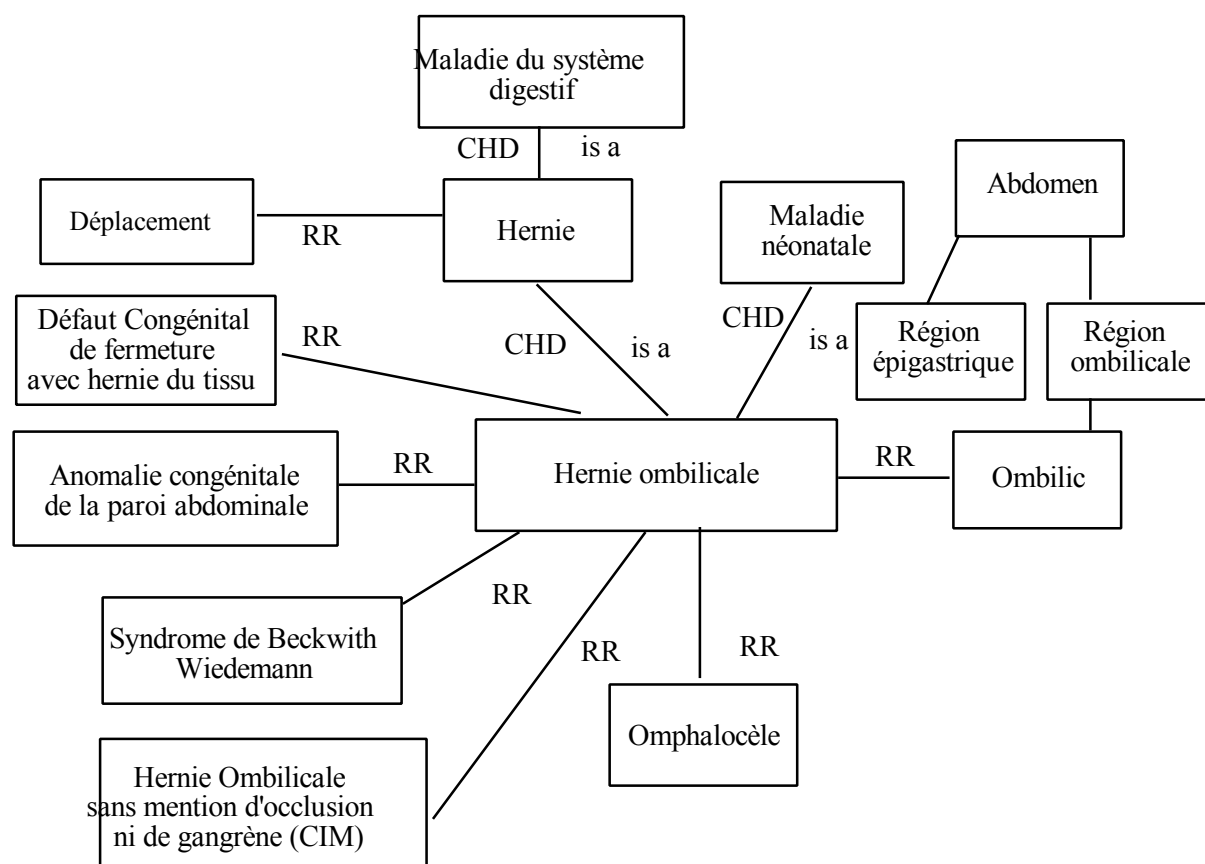 Maladie du système
digestif
CHD
is a
Abdomen
Déplacement
RR
Hernie
Maladie
néonatale
Défaut Congénital
de fermeture
avec hernie du tissu
RR
CHD
is a
CHD
is a
Région
épigastrique
Région
ombilicale
Anomalie congénitale
de la paroi abdominale
RR
Hernie ombilicale
RR
Ombilic
Syndrome de Beckwith
Wiedemann
RR
RR
RR
Omphalocèle
Hernie Ombilicale
sans mention d'occlusion
ni de gangrène (CIM)